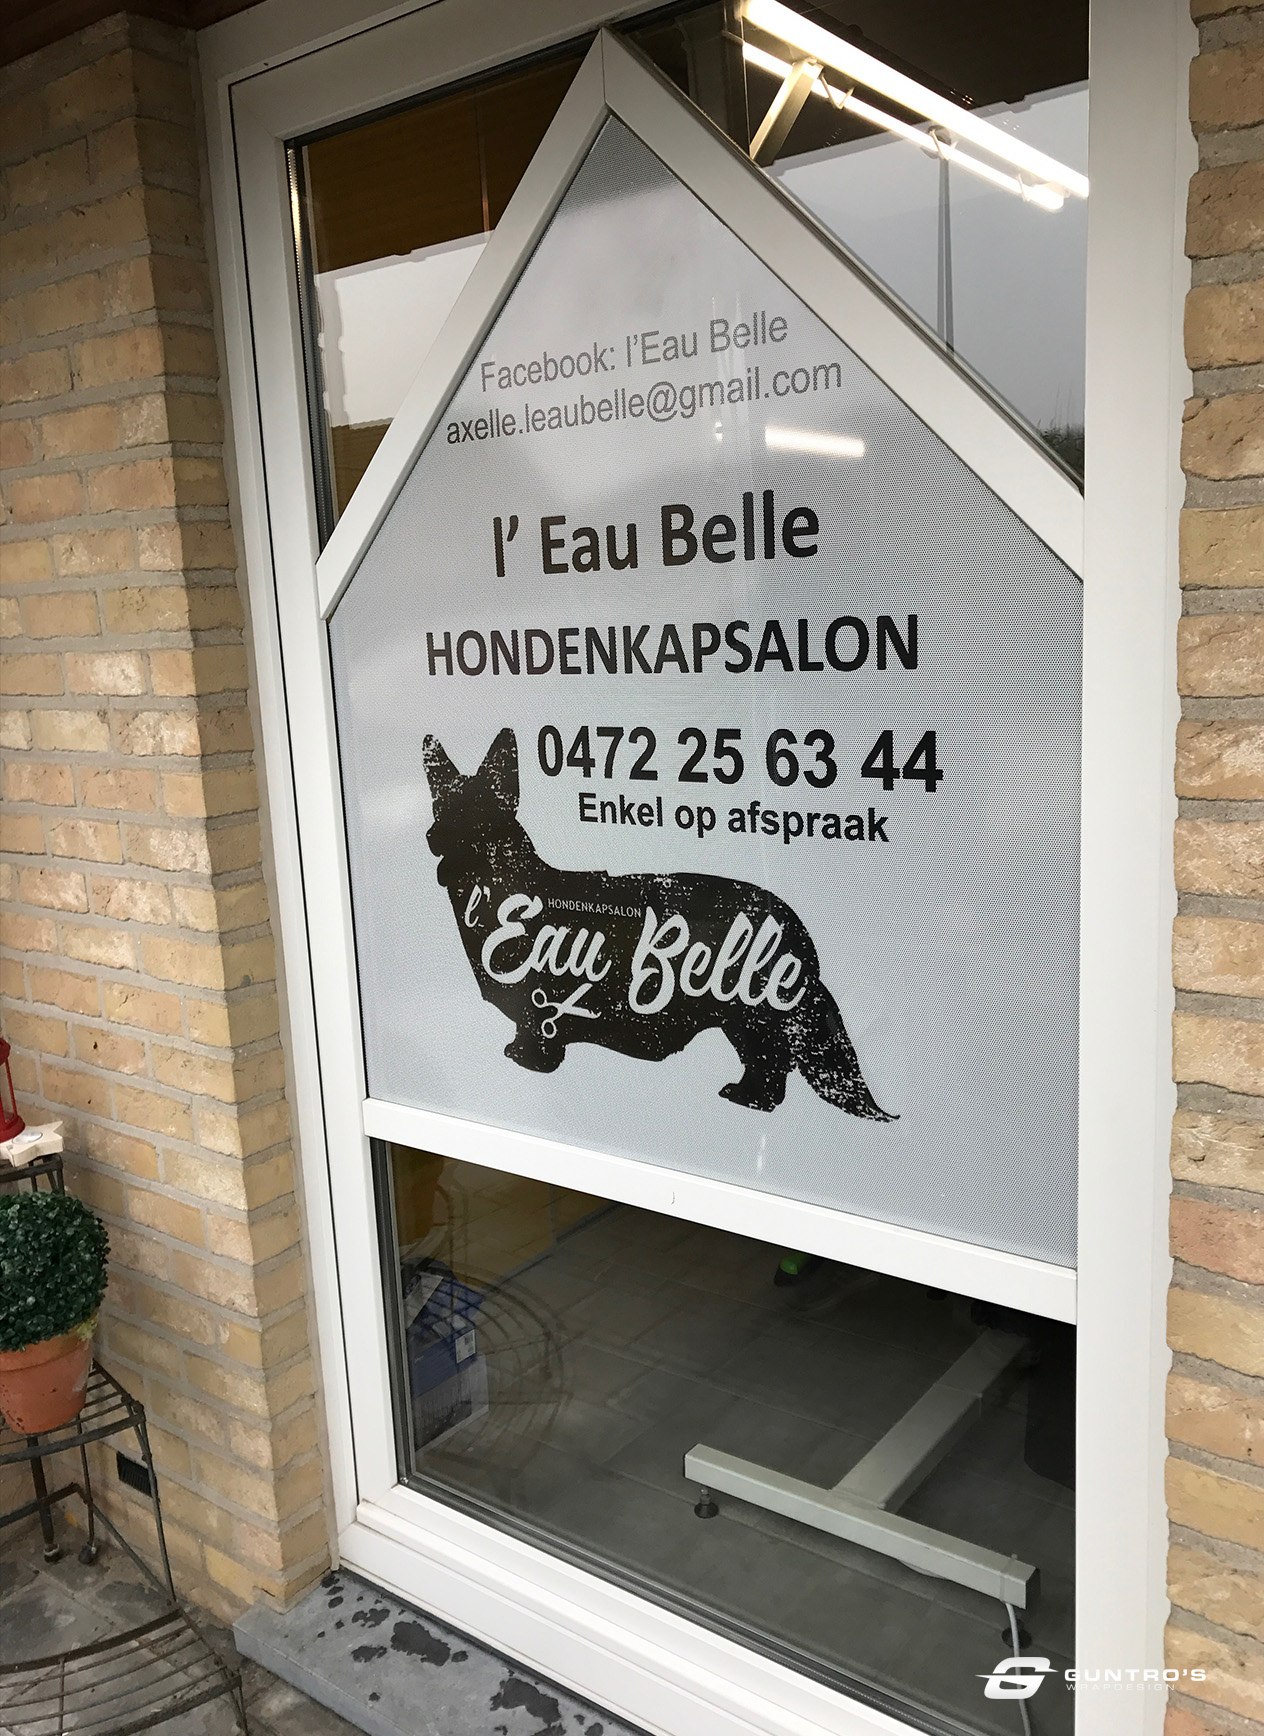 Facebook: l'Eau Belle
axelle.leaubelle@gmail.com
l' Eau Belle
HONDENKAPSALON
0472 25 63 44
Enkel op afspraak
HONDENKAPSALON
l' Eau Belle
GUNTRO'S
WRAPDESIGN